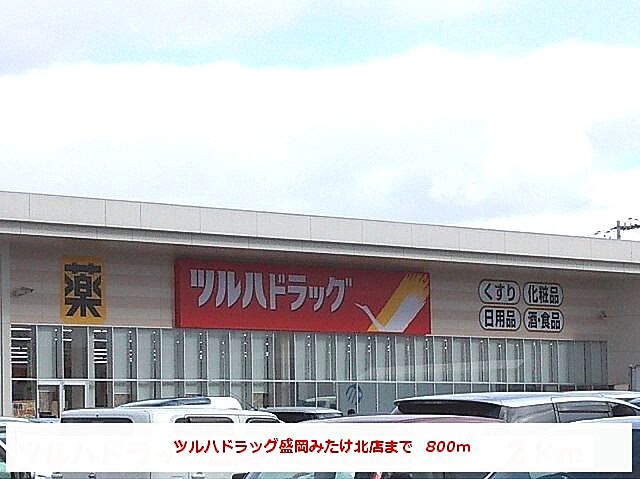 薬
ツルハドラッグ
くすり 化粧品
日用品 酒・食品
ツルハドラッグ盛岡みたけ北店まで 800m